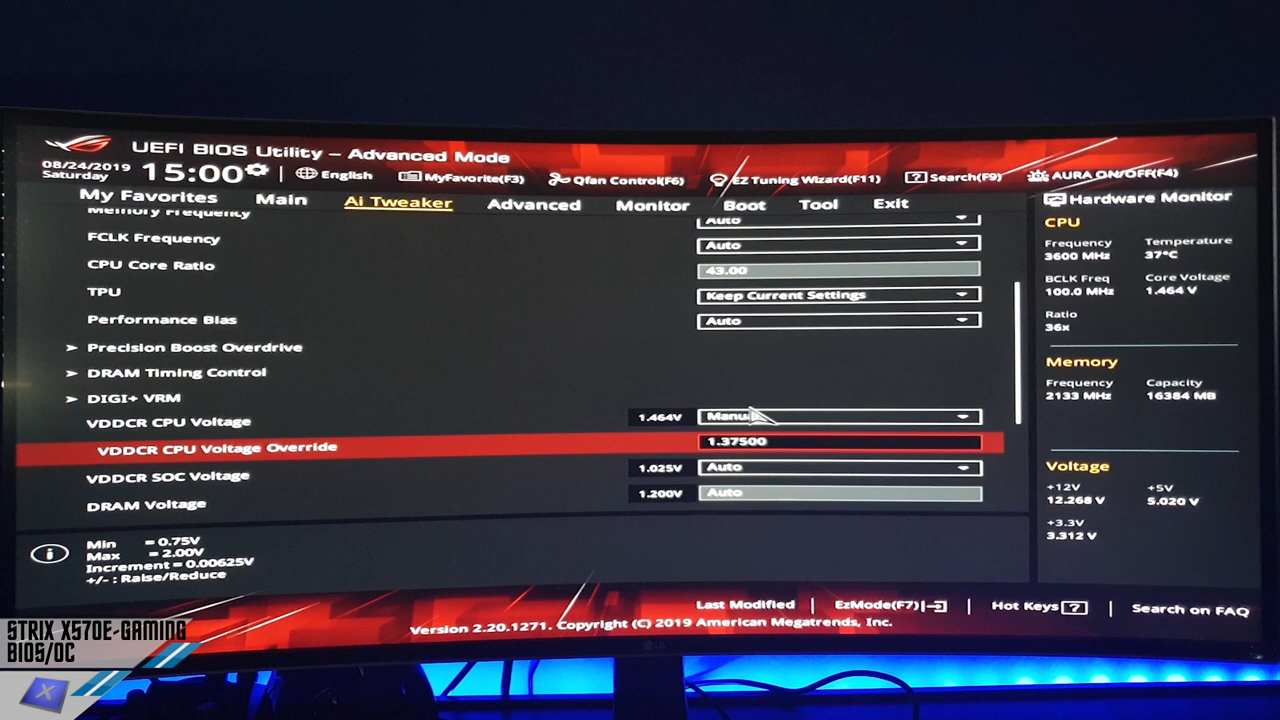 UEFI BIOS Utility – Advanced Mode
08/24/2019
Saturday
15:00
English
MyFavorite(F3)
Qfan Control(F6)
EZ Tuning Wizard(F11)
Search(F9)
AURA ON/OFF(F4)
My Favorites
Main
Ai Tweaker
Advanced
Monitor
Boot
Tool
Exit
Memory Frequency
Auto
FCLK Frequency
Auto
CPU Core Ratio
43.00
TPU
Keep Current Settings
Performance Bias
Auto
> Precision Boost Overdrive
> DRAM Timing Control
> DIGI+ VRM
VDDCR CPU Voltage
1.464V
VDDCR CPU Voltage Override
1.37500
VDDCR SOC Voltage
1.025V
Auto
DRAM Voltage
1.200V
Auto
Min = 0.75V
Max = 2.00V
Increment = 0.00625V
+/- : Raise/Reduce
Hardware Monitor
CPU
Frequency Temperature
3600 MHz 37°C
BCLK Freq Core Voltage
100.0 MHz 1.464 V
Ratio
36x
Memory
Frequency Capacity
2133 MHz 16384 MB
Voltage
+12V +5V
12.268 V 5.020 V
+3.3V
3.312 V
Last Modified
EzMode(F7)
Hot Keys ?
Search on FAQ
Version 2.20.1271. Copyright (C) 2019 American Megatrends, Inc.
LG
STRIX X570E-GAMING
BIOS/OC
X